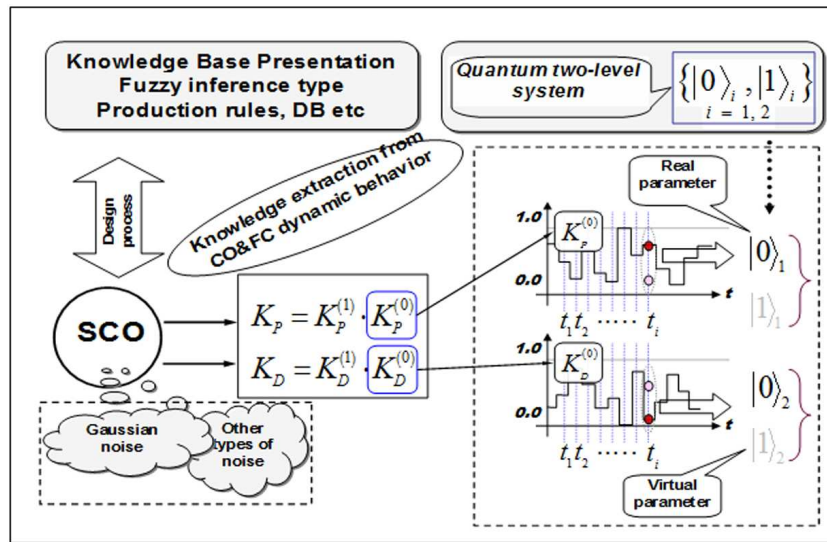 Knowledge Base Presentation
Fuzzy inference type
Production rules, DB etc
Quantum two-level
system
{|0⟩ᵢ, |1⟩ᵢ}
i = 1, 2
Design
process
Knowledge extraction from
CO&FC dynamic behavior
Real
parameter
1.0
K_P^(0)
0.0
t
t₁ t₂ ····· tᵢ
|0⟩₁
|1⟩₁
SCO
K_P = K_P^(1) · K_P^(0)
K_D = K_D^(1) · K_D^(0)
1.0
K_D^(0)
0.0
t
t₁ t₂ ····· tᵢ
|0⟩₂
|1⟩₂
Gaussian
noise
Other
types of
noise
Virtual
parameter